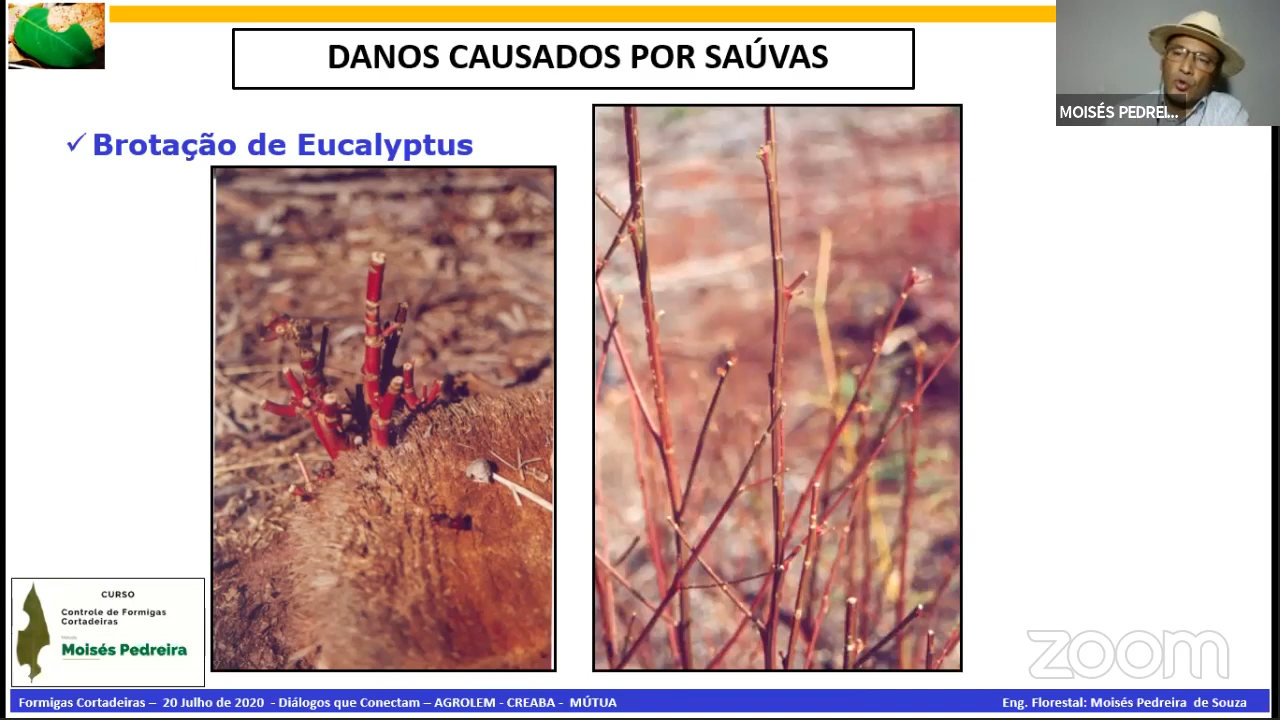 DANOS CAUSADOS POR SAÚVAS
MOISÉS PEDREI...
✓ Brotação de Eucalyptus
CURSO
Controle de Formigas
Cortadeiras
Moisés Pedreira
zoom
Formigas Cortadeiras – 20 Julho de 2020 - Diálogos que Conectam – AGROLEM - CREABA - MÚTUA
Eng. Florestal: Moisés Pedreira de Souza